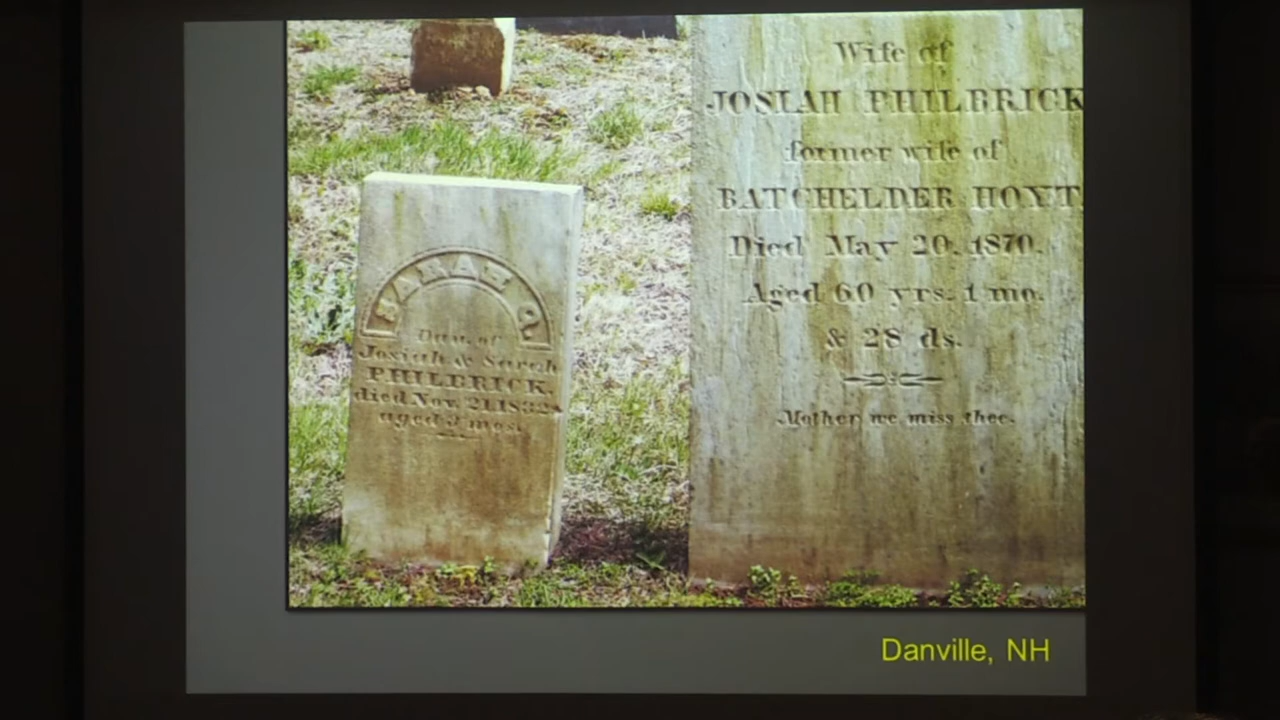 SARAH A.
Dau. of
Josiah & Sarah
PHILBRICK,
died Nov. 21, 1832
aged 3 mos.
Wife of
JOSIAH PHILBRICK
former wife of
BATCHELDER HOYT
Died May 20, 1870.
Aged 60 yrs. 1 mo.
& 28 ds.
Mother we miss thee.
Danville, NH